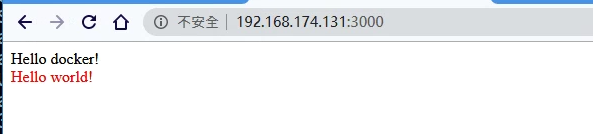 不安全 192.168.174.131:3000
Hello docker!
Hello world!